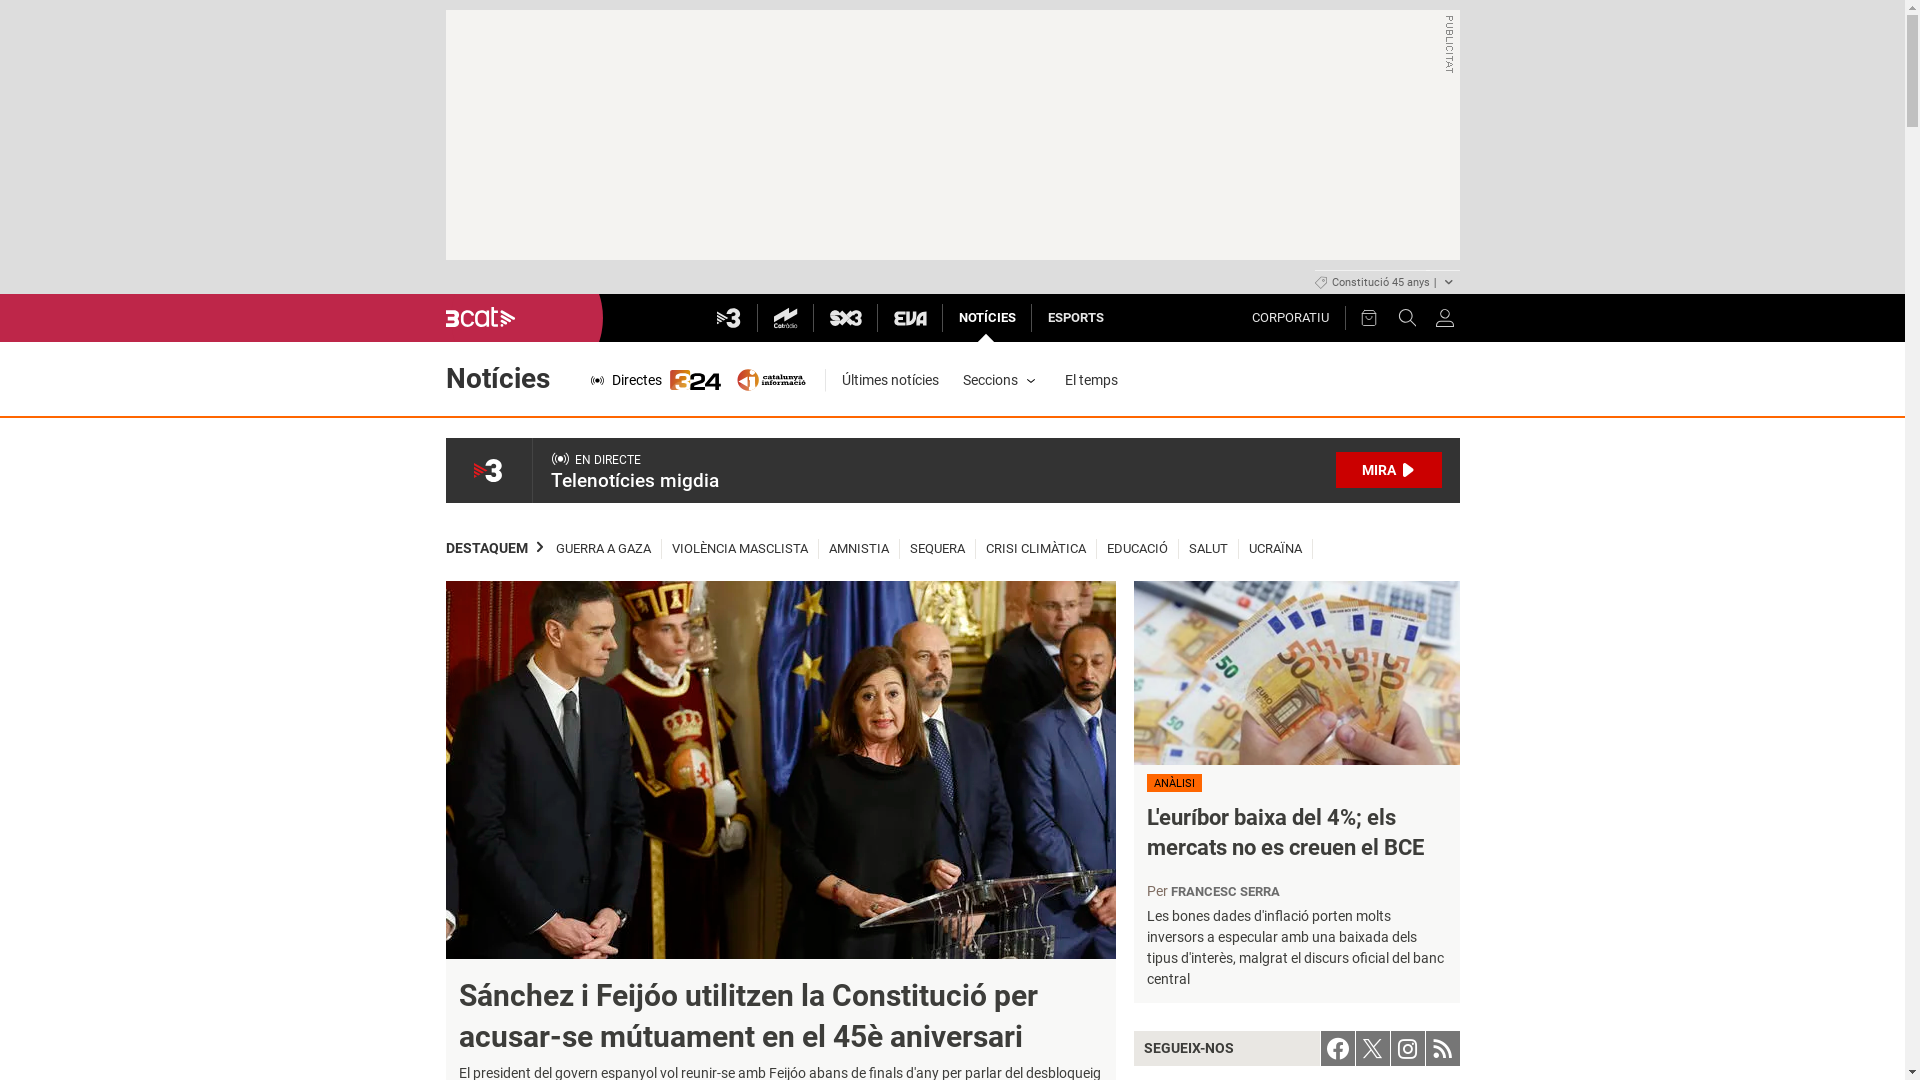 PUBLICITAT
Constitució 45 anys |
3cat
3
Catràdio
SX3
EVA
NOTÍCIES
ESPORTS
CORPORATIU
Notícies
Directes
324
catalunya
informació
Últimes notícies
Seccions
El temps
3
EN DIRECTE
Telenotícies migdia
MIRA
DESTAQUEM
GUERRA A GAZA
VIOLÈNCIA MASCLISTA
AMNISTIA
SEQUERA
CRISI CLIMÀTICA
EDUCACIÓ
SALUT
UCRAÏNA
Sánchez i Feijóo utilitzen la Constitució per
acusar-se mútuament en el 45è aniversari
El president del govern espanyol vol reunir-se amb Feijóo abans de finals d'any per parlar del desbloqueig
ANÀLISI
L'euríbor baixa del 4%; els
mercats no es creuen el BCE
Per FRANCESC SERRA
Les bones dades d'inflació porten molts
inversors a especular amb una baixada dels
tipus d'interès, malgrat el discurs oficial del banc
central
SEGUEIX-NOS